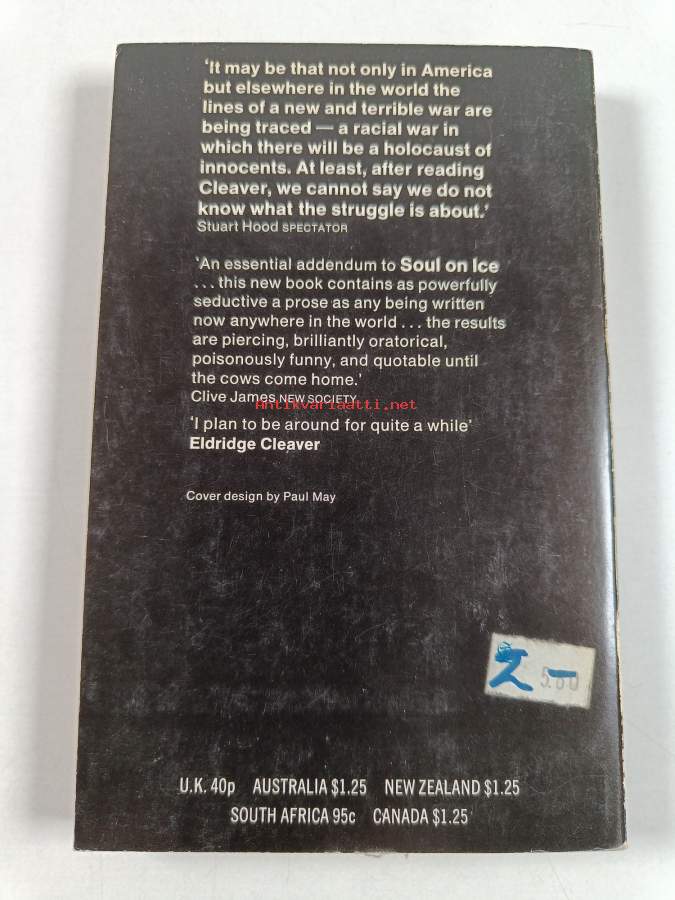 ‘It may be that not only in America
but elsewhere in the world the
lines of a new and terrible war are
being traced — a racial war in
which there will be a holocaust of
innocents. At least, after reading
Cleaver, we cannot say we do not
know what the struggle is about.’
Stuart Hood SPECTATOR
‘An essential addendum to Soul on Ice
... this new book contains as powerfully
seductive a prose as any being written
now anywhere in the world ... the results
are piercing, brilliantly oratorical,
poisonously funny, and quotable until
the cows come home.’
Clive James NEW SOCIETY
Antikvariaatti.net
‘I plan to be around for quite a while’
Eldridge Cleaver
Cover design by Paul May
U.K. 40p AUSTRALIA $1.25 NEW ZEALAND $1.25
SOUTH AFRICA 95c CANADA $1.25